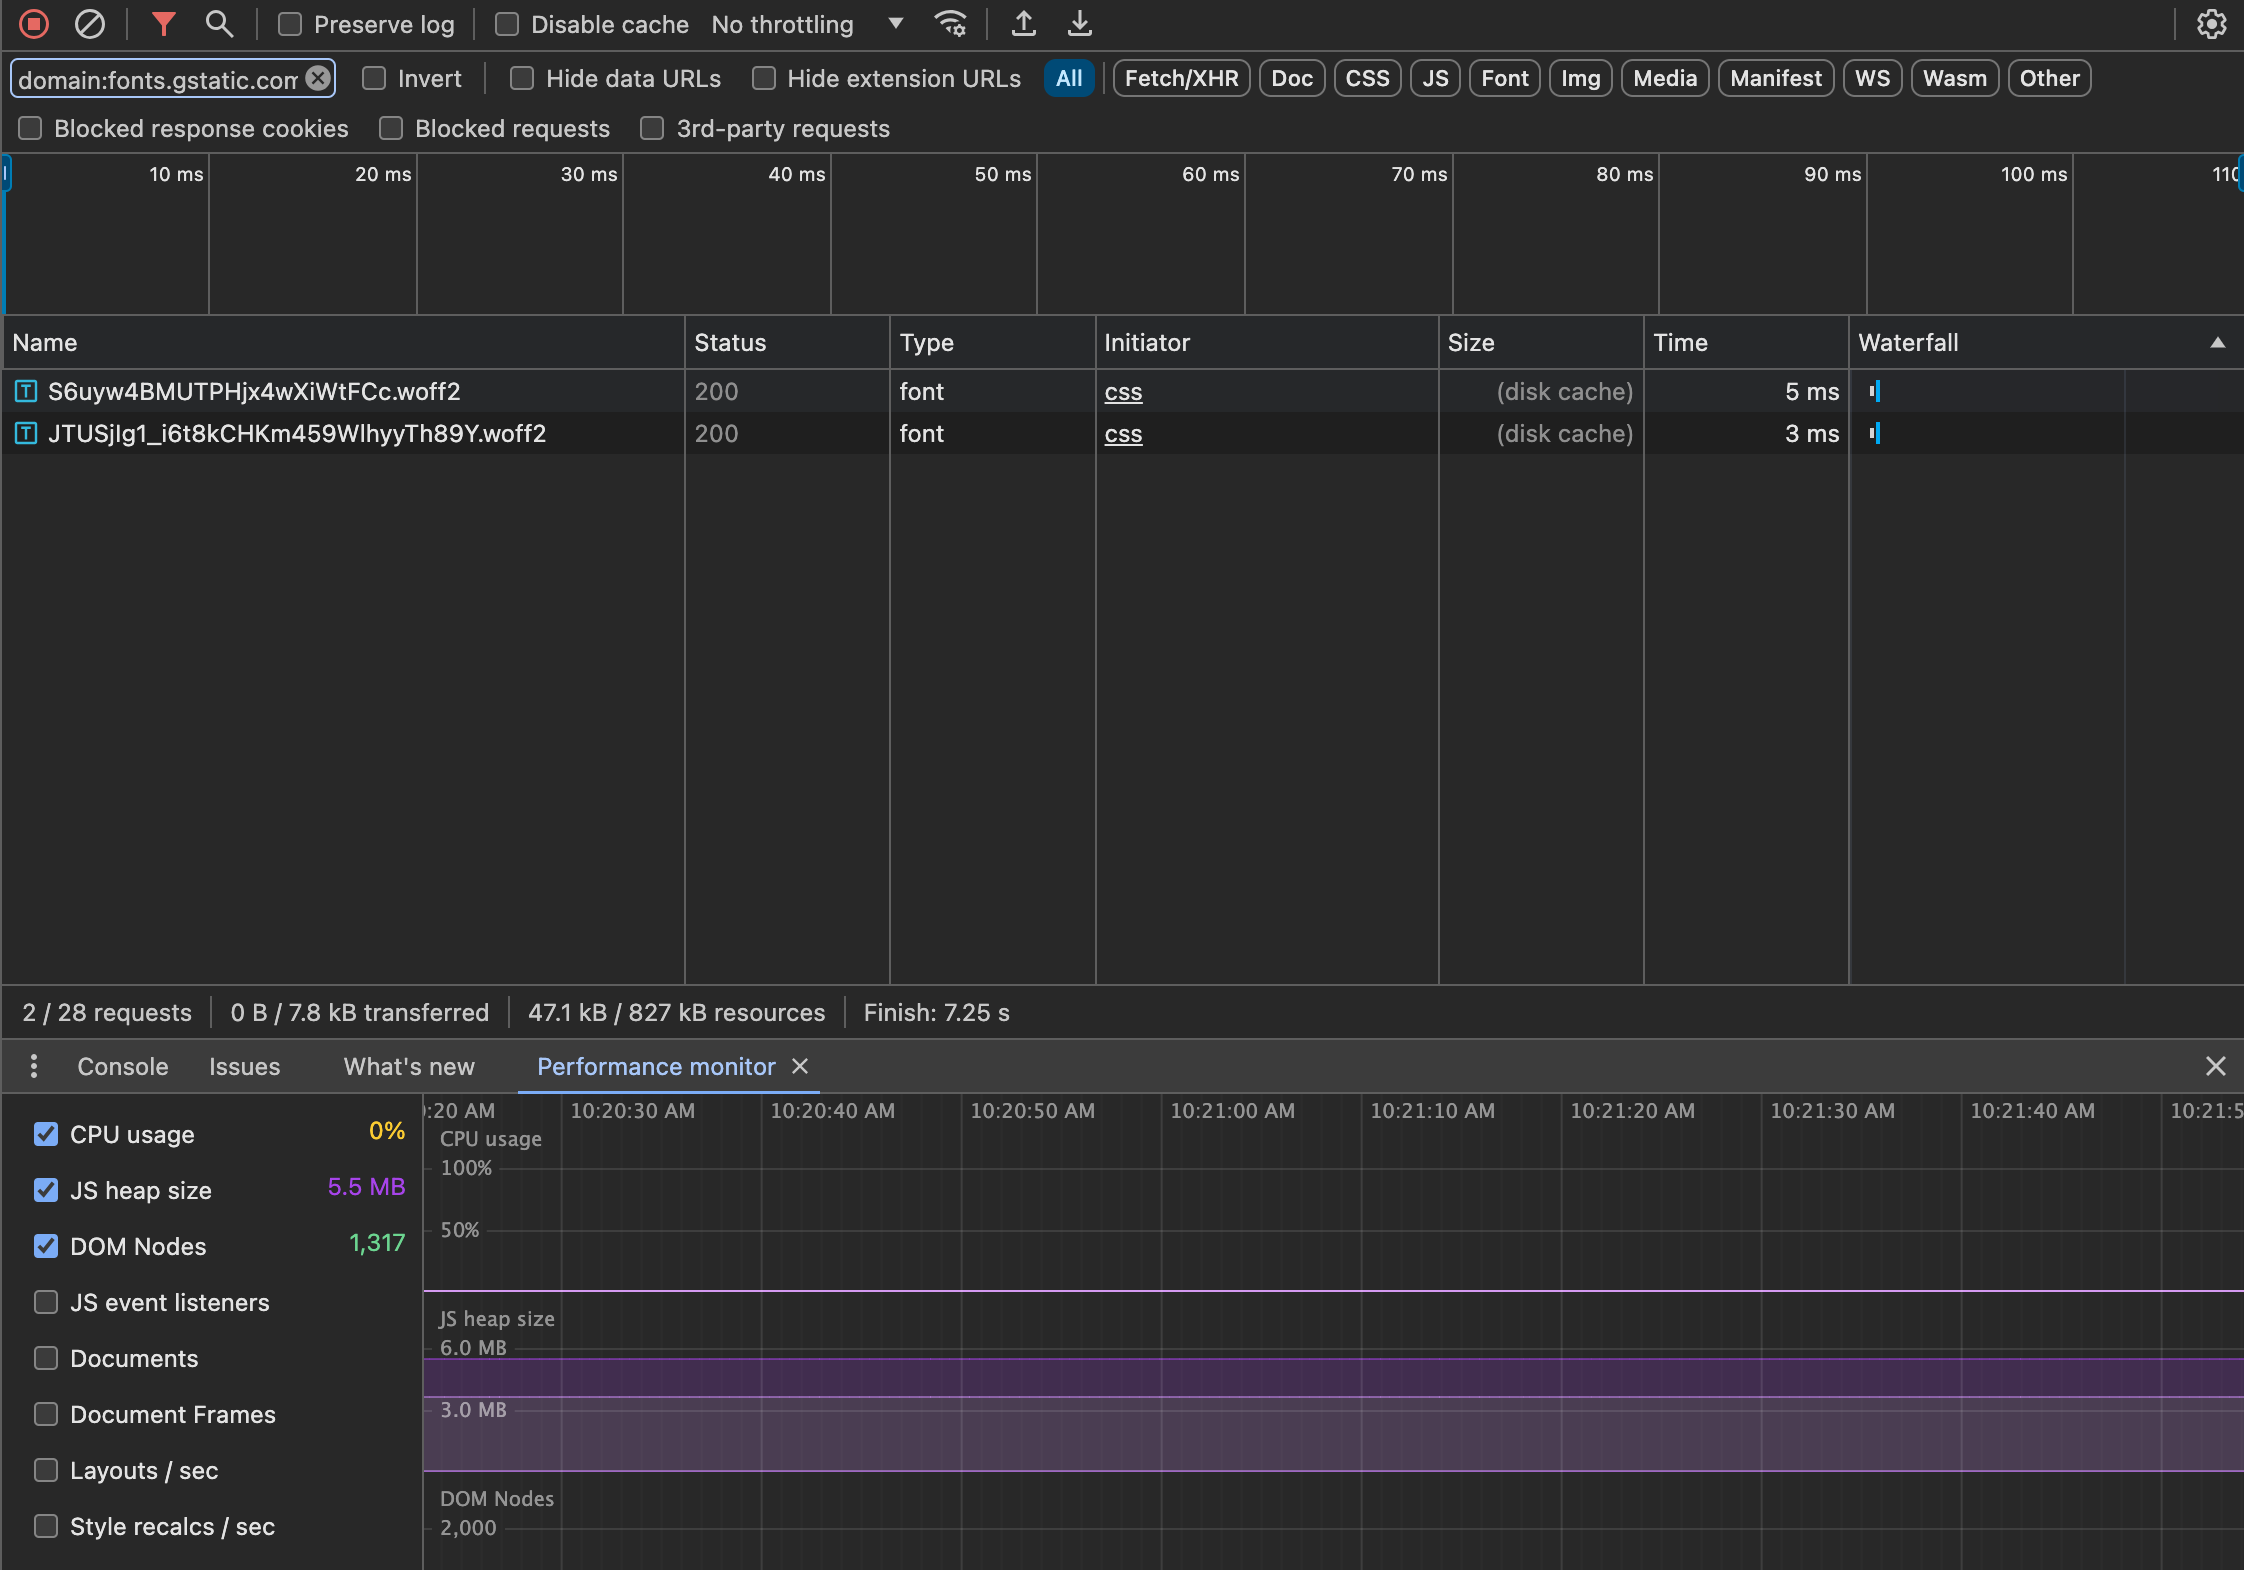 Preserve log Disable cache No throttling
domain:fonts.gstatic.com Invert Hide data URLs Hide extension URLs All Fetch/XHR Doc CSS JS Font Img Media Manifest WS Wasm Other
Blocked response cookies Blocked requests 3rd-party requests
10 ms 20 ms 30 ms 40 ms 50 ms 60 ms 70 ms 80 ms 90 ms 100 ms 110
Name Status Type Initiator Size Time Waterfall
S6uyw4BMUTPHjx4wXiWtFCc.woff2 200 font css (disk cache) 5 ms
JTUSjIg1_i6t8kCHKm459WlhyyTh89Y.woff2 200 font css (disk cache) 3 ms
2 / 28 requests 0 B / 7.8 kB transferred 47.1 kB / 827 kB resources Finish: 7.25 s
Console Issues What's new Performance monitor
:20 AM 10:20:30 AM 10:20:40 AM 10:20:50 AM 10:21:00 AM 10:21:10 AM 10:21:20 AM 10:21:30 AM 10:21:40 AM 10:21:5
CPU usage 0%
JS heap size 5.5 MB
DOM Nodes 1,317
JS event listeners
Documents
Document Frames
Layouts / sec
Style recalcs / sec
CPU usage
100%
50%
JS heap size
6.0 MB
3.0 MB
DOM Nodes
2,000